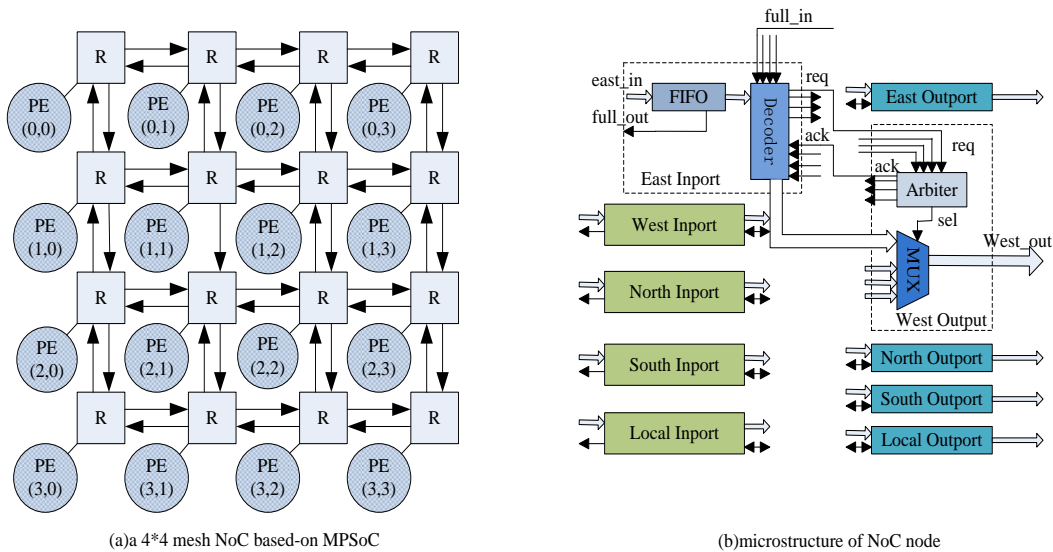 R R R R
PE (0,0)
PE (0,1)
PE (0,2)
PE (0,3)
R R R R
PE (1,0)
PE (1,1)
PE (1,2)
PE (1,3)
R R R R
PE (2,0)
PE (2,1)
PE (2,2)
PE (2,3)
R R R R
PE (3,0)
PE (3,1)
PE (3,2)
PE (3,3)
(a)a 4*4 mesh NoC based-on MPSoC
full_in
east_in
FIFO
full_out
Decoder
req
ack
East Inport
West Inport
North Inport
South Inport
Local Inport
East Outport
req
ack
Arbiter
sel
MUX
West_out
West Output
North Outport
South Outport
Local Outport
(b)microstructure of NoC node